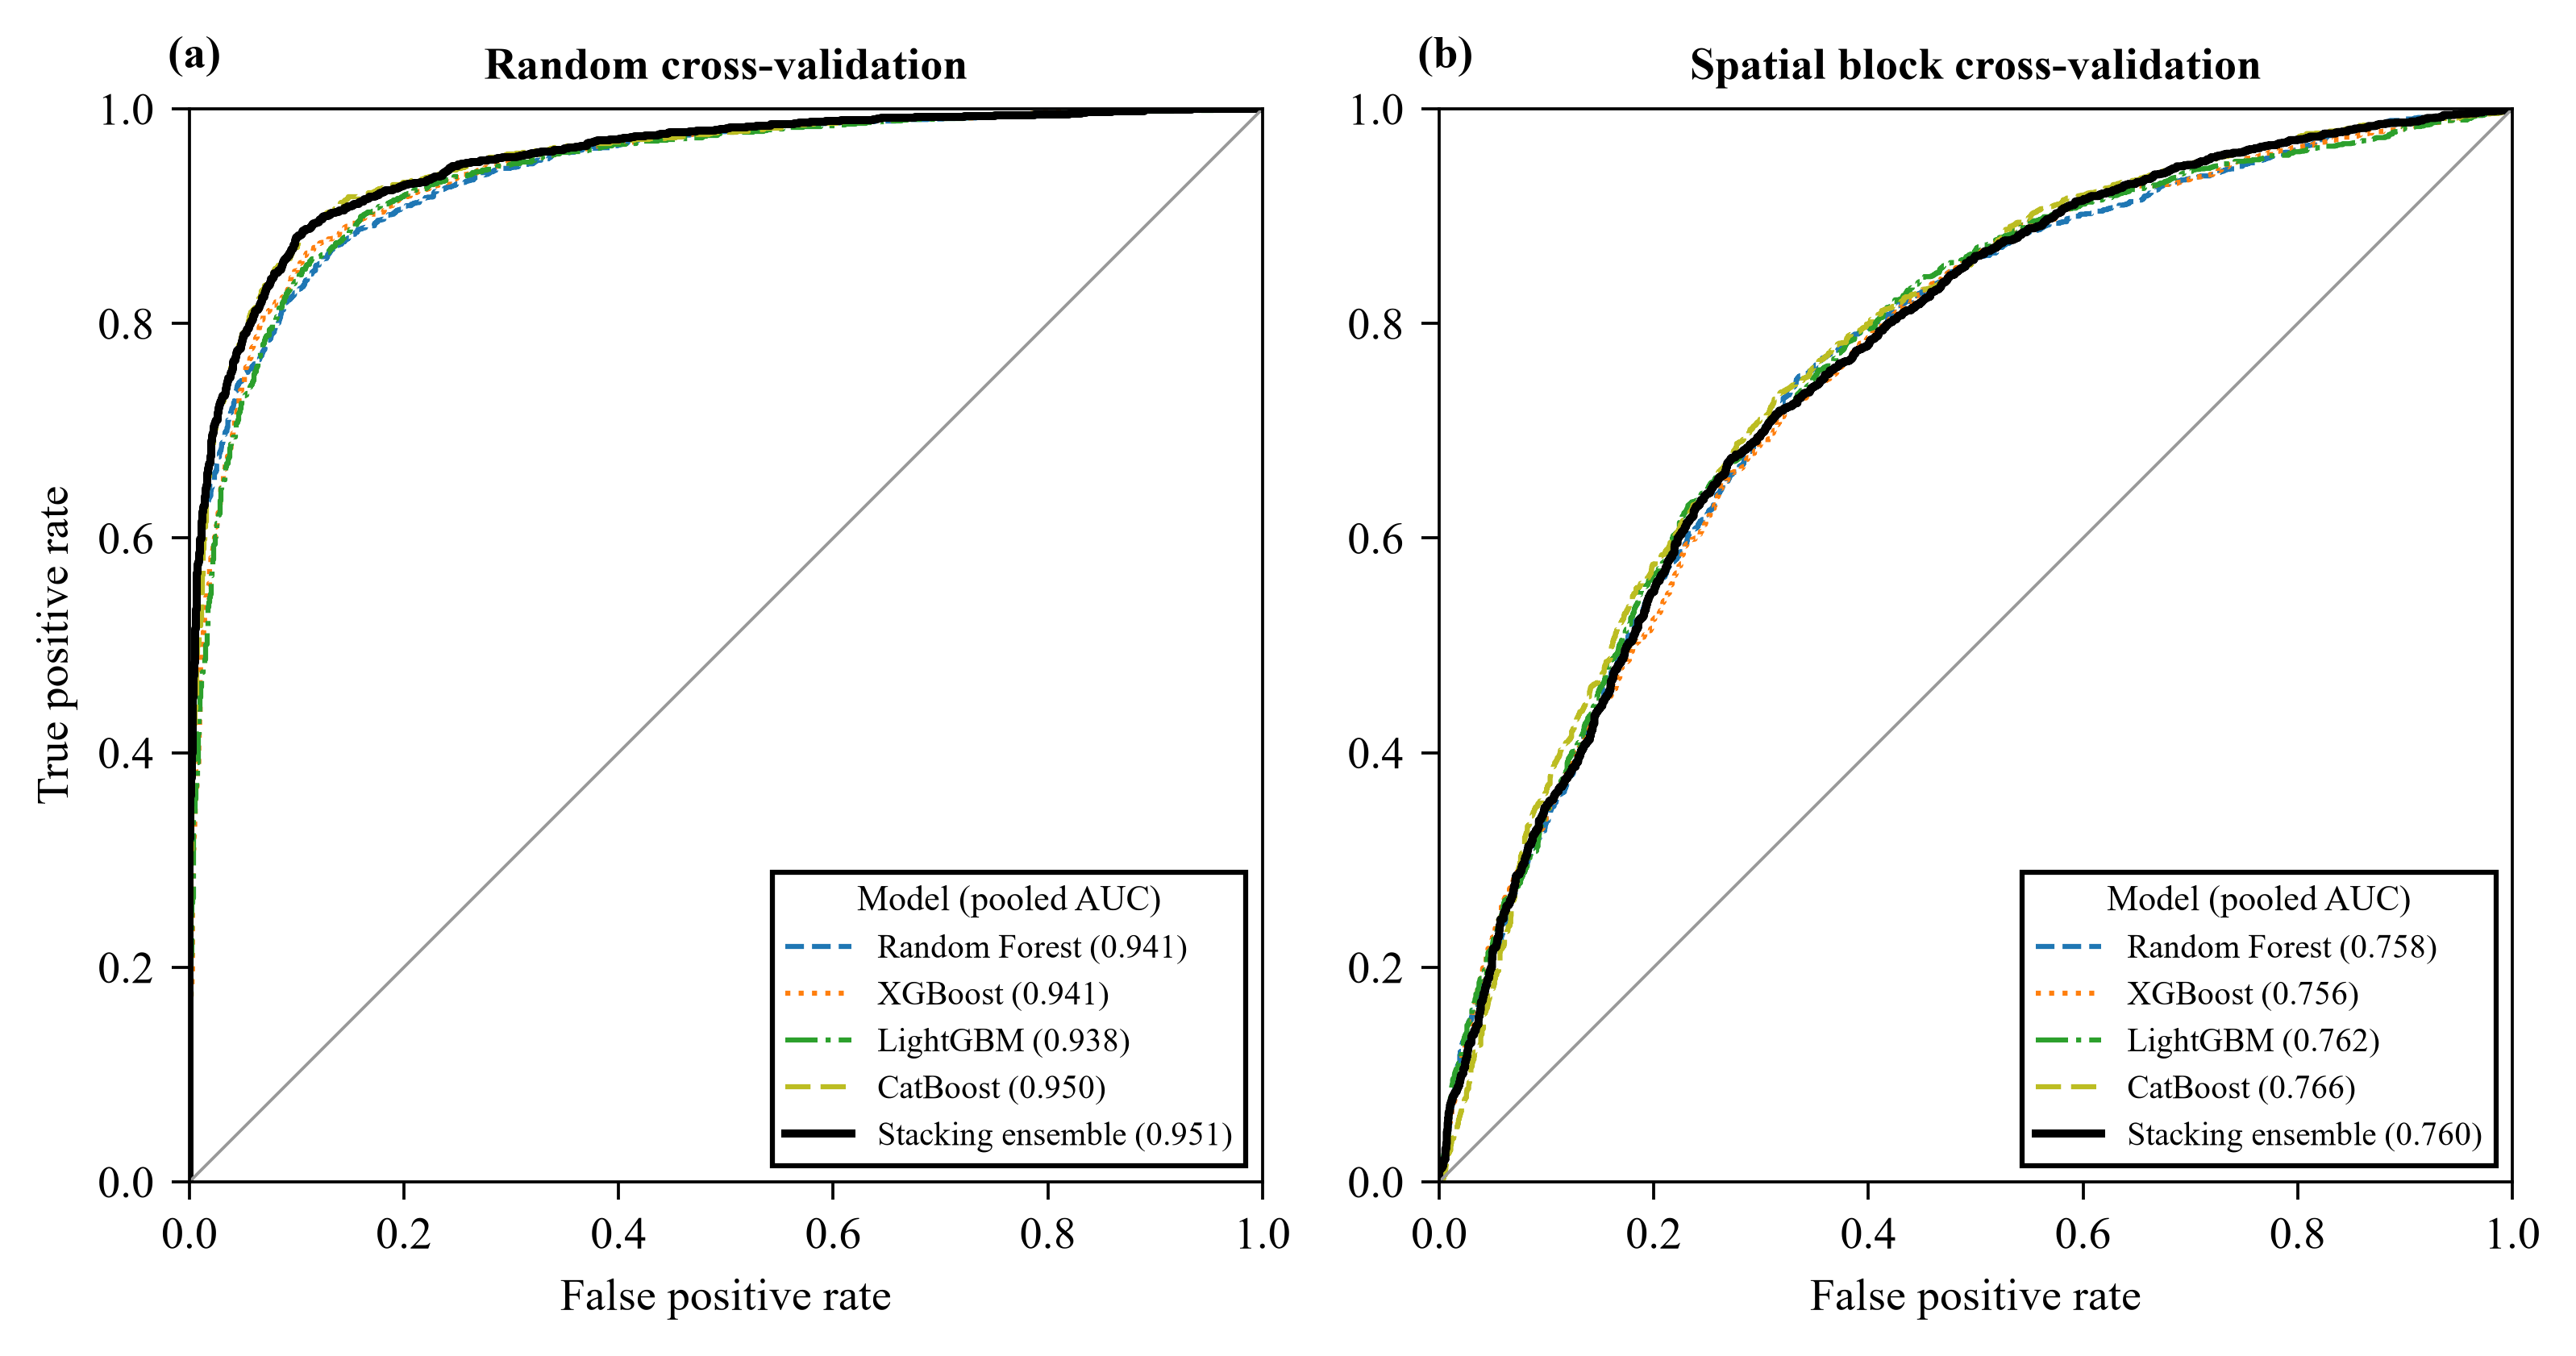 (a)
Random cross-validation
1.0
0.8
0.6
0.4
0.2
0.0
True positive rate
0.0 0.2 0.4 0.6 0.8 1.0
False positive rate
Model (pooled AUC)
Random Forest (0.941)
XGBoost (0.941)
LightGBM (0.938)
CatBoost (0.950)
Stacking ensemble (0.951)
(b)
Spatial block cross-validation
1.0
0.8
0.6
0.4
0.2
0.0
0.0 0.2 0.4 0.6 0.8 1.0
False positive rate
Model (pooled AUC)
Random Forest (0.758)
XGBoost (0.756)
LightGBM (0.762)
CatBoost (0.766)
Stacking ensemble (0.760)